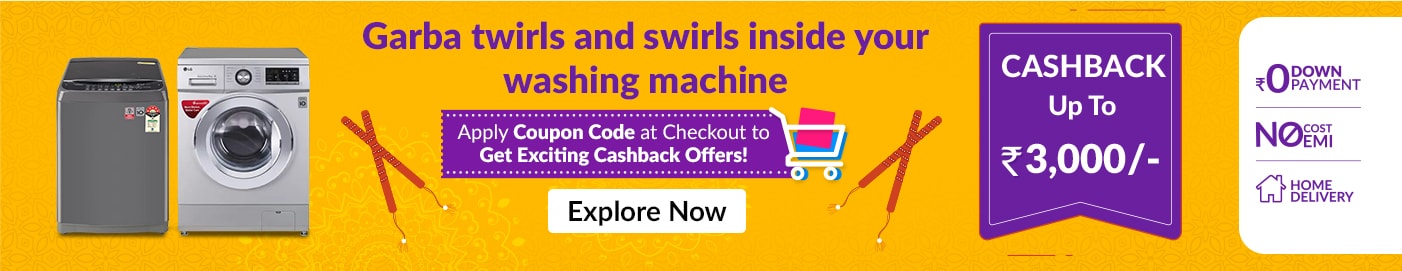 Garba twirls and swirls inside your
washing machine
Apply Coupon Code at Checkout to
Get Exciting Cashback Offers!
Explore Now
CASHBACK
Up To
₹3,000/-
₹0 DOWN
PAYMENT
NO COST
EMI
HOME
DELIVERY
LG